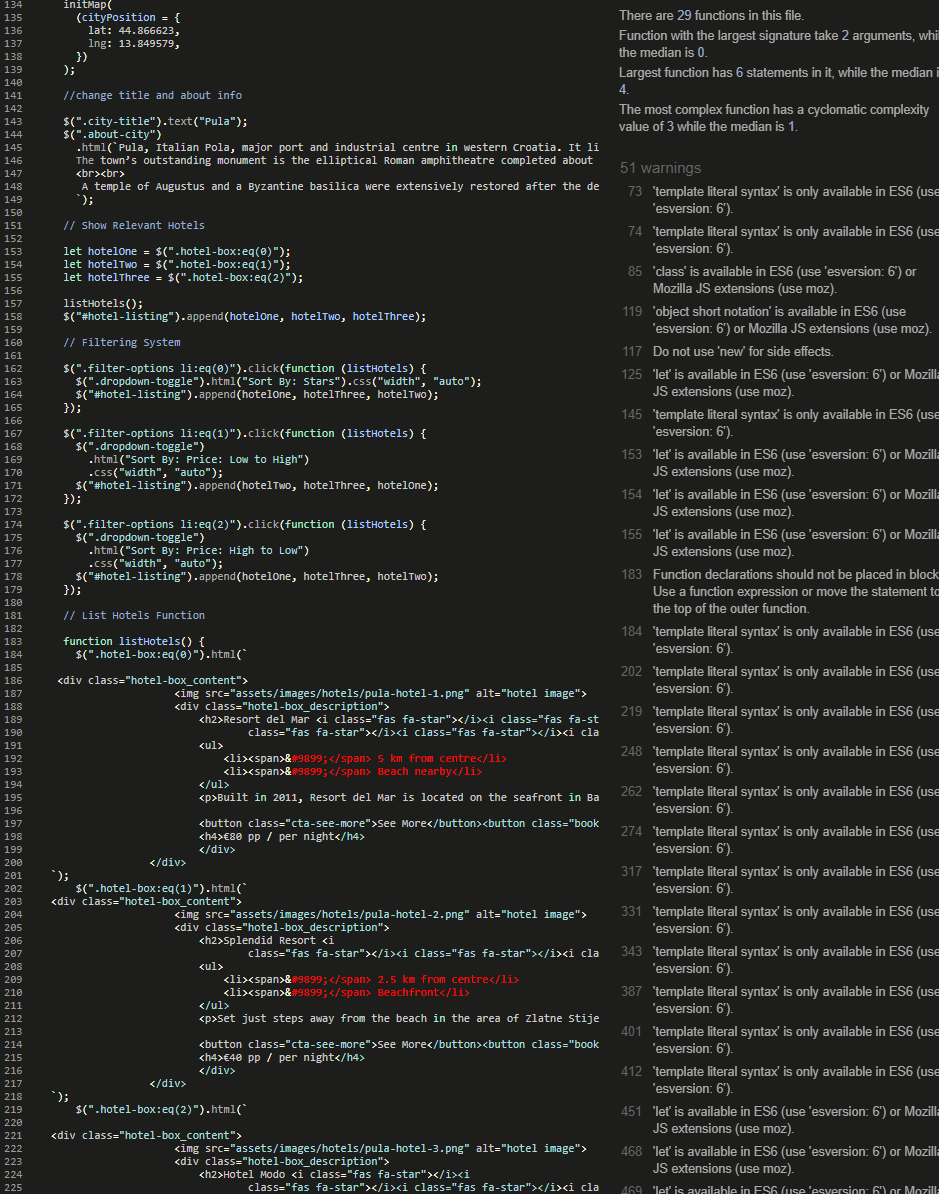 134 initMap(
135 (cityPosition = {
136 lat: 44.866623,
137 lng: 13.849579,
138 })
139 );
140
141 //change title and about info
142
143 $(".city-title").text("Pula");
144 $(".about-city")
145 .html(`Pula, Italian Pola, major port and industrial centre in western Croatia. It li
146 The town's outstanding monument is the elliptical Roman amphitheatre completed about
147 <br><br>
148 A temple of Augustus and a Byzantine basilica were extensively restored after the de
149 `);
150
151 // Show Relevant Hotels
152
153 let hotelOne = $(".hotel-box:eq(0)");
154 let hotelTwo = $(".hotel-box:eq(1)");
155 let hotelThree = $(".hotel-box:eq(2)");
156
157 listHotels();
158 $("#hotel-listing").append(hotelOne, hotelTwo, hotelThree);
159
160 // Filtering System
161
162 $(".filter-options li:eq(0)").click(function (listHotels) {
163 $(".dropdown-toggle").html("Sort By: Stars").css("width", "auto");
164 $("#hotel-listing").append(hotelOne, hotelThree, hotelTwo);
165 });
166
167 $(".filter-options li:eq(1)").click(function (listHotels) {
168 $(".dropdown-toggle")
169 .html("Sort By: Price: Low to High")
170 .css("width", "auto");
171 $("#hotel-listing").append(hotelTwo, hotelThree, hotelOne);
172 });
173
174 $(".filter-options li:eq(2)").click(function (listHotels) {
175 $(".dropdown-toggle")
176 .html("Sort By: Price: High to Low")
177 .css("width", "auto");
178 $("#hotel-listing").append(hotelOne, hotelThree, hotelTwo);
179 });
180
181 // List Hotels Function
182
183 function listHotels() {
184 $(".hotel-box:eq(0)").html(`
185
186 <div class="hotel-box_content">
187 <img src="assets/images/hotels/pula-hotel-1.png" alt="hotel image">
188 <div class="hotel-box_description">
189 <h2>Resort del Mar <i class="fas fa-star"></i><i class="fas fa-st
190 class="fas fa-star"></i><i class="fas fa-star"></i><i cla
191 <ul>
192 <li><span>&#9899;</span> 5 km from centre</li>
193 <li><span>&#9899;</span> Beach nearby</li>
194 </ul>
195 <p>Built in 2011, Resort del Mar is located on the seafront in Ba
196
197 <button class="cta-see-more">See More</button><button class="book
198 <h4>€80 pp / per night</h4>
199 </div>
200 </div>
201 `);
202 $(".hotel-box:eq(1)").html(`
203 <div class="hotel-box_content">
204 <img src="assets/images/hotels/pula-hotel-2.png" alt="hotel image">
205 <div class="hotel-box_description">
206 <h2>Splendid Resort <i
207 class="fas fa-star"></i><i class="fas fa-star"></i><i cla
208 <ul>
209 <li><span>&#9899;</span> 2.5 km from centre</li>
210 <li><span>&#9899;</span> Beachfront</li>
211 </ul>
212 <p>Set just steps away from the beach in the area of Zlatne Stije
213
214 <button class="cta-see-more">See More</button><button class="book
215 <h4>€40 pp / per night</h4>
216 </div>
217 </div>
218 `);
219 $(".hotel-box:eq(2)").html(`
220
221 <div class="hotel-box_content">
222 <img src="assets/images/hotels/pula-hotel-3.png" alt="hotel image">
223 <div class="hotel-box_description">
224 <h2>Hotel Modo <i class="fas fa-star"></i><i
225 class="fas fa-star"></i><i class="fas fa-star"></i><i cla
There are 29 functions in this file.
Function with the largest signature take 2 arguments, whil
the median is 0.
Largest function has 6 statements in it, while the median i
4.
The most complex function has a cyclomatic complexity
value of 3 while the median is 1.
51 warnings
73 'template literal syntax' is only available in ES6 (use
'esversion: 6').
74 'template literal syntax' is only available in ES6 (use
'esversion: 6').
85 'class' is available in ES6 (use 'esversion: 6') or
Mozilla JS extensions (use moz).
119 'object short notation' is available in ES6 (use
'esversion: 6') or Mozilla JS extensions (use moz).
117 Do not use 'new' for side effects.
125 'let' is available in ES6 (use 'esversion: 6') or Mozilla
JS extensions (use moz).
145 'template literal syntax' is only available in ES6 (use
'esversion: 6').
153 'let' is available in ES6 (use 'esversion: 6') or Mozilla
JS extensions (use moz).
154 'let' is available in ES6 (use 'esversion: 6') or Mozilla
JS extensions (use moz).
155 'let' is available in ES6 (use 'esversion: 6') or Mozilla
JS extensions (use moz).
183 Function declarations should not be placed in block
Use a function expression or move the statement to
the top of the outer function.
184 'template literal syntax' is only available in ES6 (use
'esversion: 6').
202 'template literal syntax' is only available in ES6 (use
'esversion: 6').
219 'template literal syntax' is only available in ES6 (use
'esversion: 6').
248 'template literal syntax' is only available in ES6 (use
'esversion: 6').
262 'template literal syntax' is only available in ES6 (use
'esversion: 6').
274 'template literal syntax' is only available in ES6 (use
'esversion: 6').
317 'template literal syntax' is only available in ES6 (use
'esversion: 6').
331 'template literal syntax' is only available in ES6 (use
'esversion: 6').
343 'template literal syntax' is only available in ES6 (use
'esversion: 6').
387 'template literal syntax' is only available in ES6 (use
'esversion: 6').
401 'template literal syntax' is only available in ES6 (use
'esversion: 6').
412 'template literal syntax' is only available in ES6 (use
'esversion: 6').
451 'let' is available in ES6 (use 'esversion: 6') or Mozilla
JS extensions (use moz).
468 'let' is available in ES6 (use 'esversion: 6') or Mozilla
JS extensions (use moz).
469 'let' is available in ES6 (use 'esversion: 6') or Mozilla